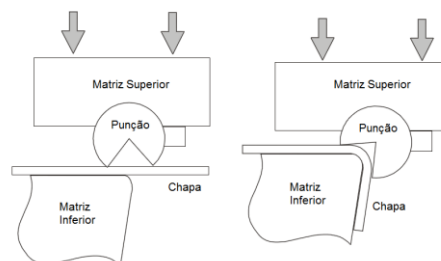 Matriz Superior
Punção
Chapa
Matriz
Inferior
Matriz Superior
Punção
Matriz
Inferior
Chapa